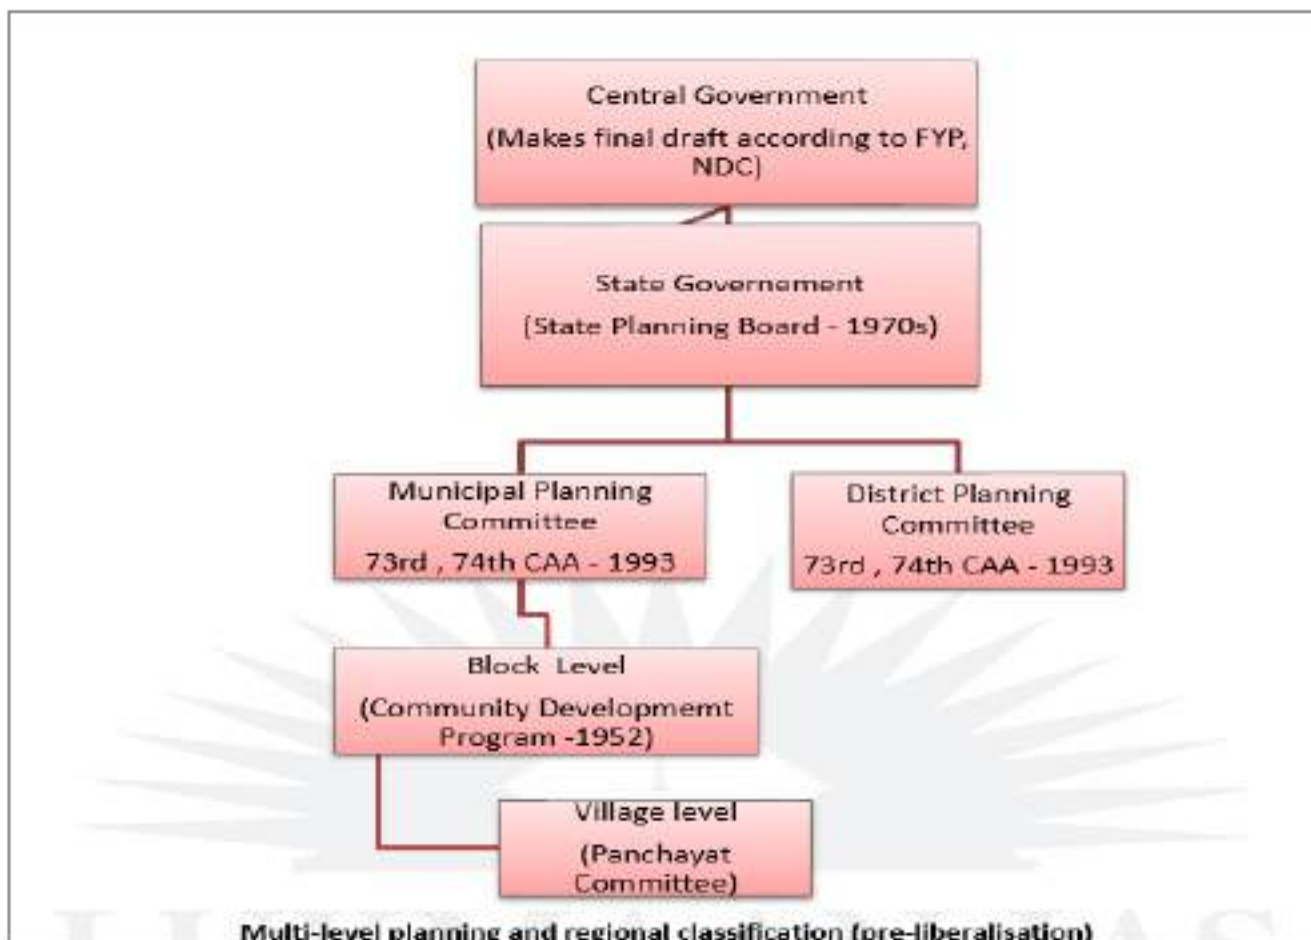 Central Government
(Makes final draft according to FYP,
NDC)
State Governement
(State Planning Board - 1970s)
Municipal Planning
Committee
73rd , 74th CAA - 1993
District Planning
Committee
73rd , 74th CAA - 1993
Block Level
(Community Developmemt
Program -1952)
Village level
(Panchayat
Committee)
Multi-level planning and regional classification (pre-liberalisation)